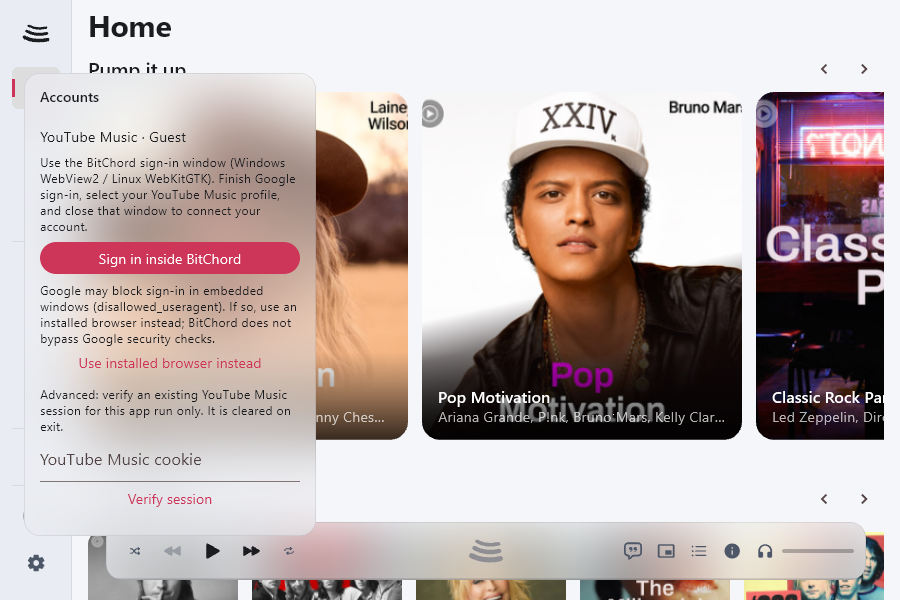 Home
Pump it up
Accounts
YouTube Music · Guest
Use the BitChord sign-in window (Windows
WebView2 / Linux WebKitGTK). Finish Google
sign-in, select your YouTube Music profile,
and close that window to connect your
account.
Sign in inside BitChord
Google may block sign-in in embedded
windows (disallowed_useragent). If so, use an
installed browser instead; BitChord does not
bypass Google security checks.
Use installed browser instead
Advanced: verify an existing YouTube Music
session for this app run only. It is cleared on
exit.
YouTube Music cookie
Verify session
Laine
Wilson
n
nny Ches...
Bruno Mars
XXIV
Pop
Motivation
Pop Motivation
Ariana Grande, P!nk, Bruno Mars, Kelly Clar...
Class
P
Classic Rock Par
Led Zeppelin, Dire
The